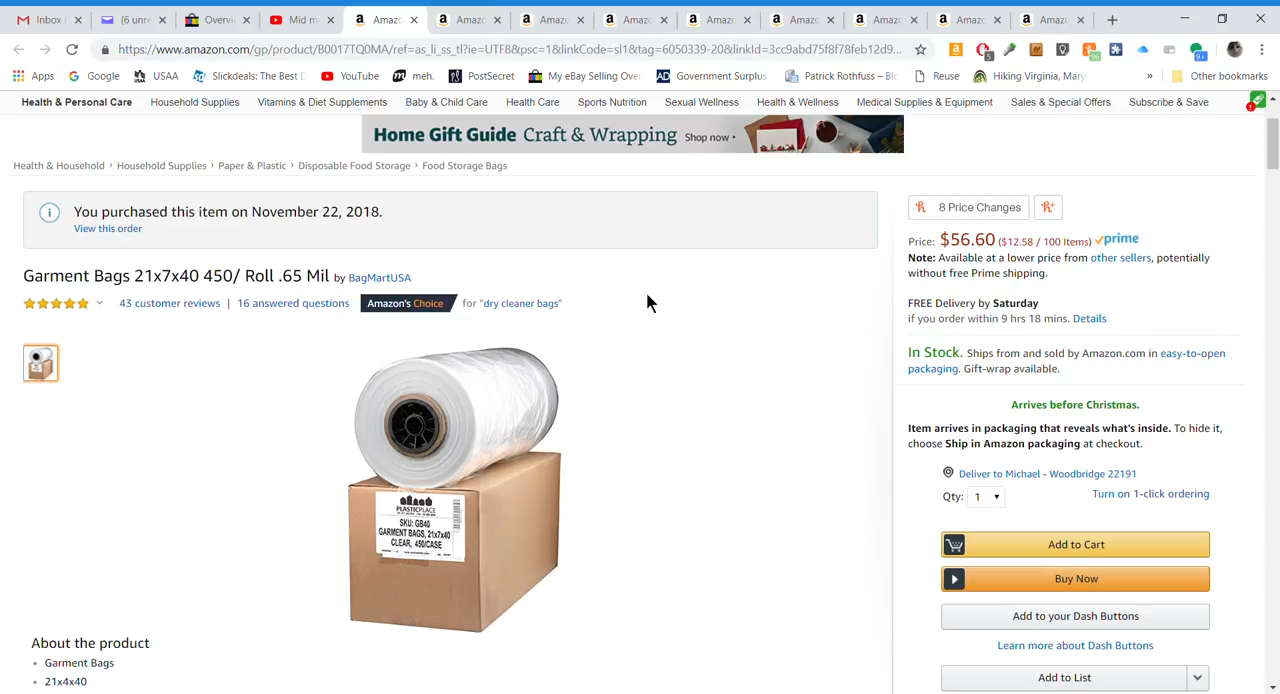 Inbox (
(6 unre
Overvi
Mid m
Amazo
Amazo
Amazo
Amazo
Amazo
Amazo
Amazo
Amazo
Amazo
https://www.amazon.com/gp/product/B0017TQ0MA/ref=as_li_ss_tl?ie=UTF8&psc=1&linkCode=sl1&tag=6050339-20&linkId=3cc9abd75f8f78feb12d9...
Apps Google USAA Slickdeals: The Best D YouTube meh. PostSecret My eBay Selling Over Government Surplus Patrick Rothfuss – Blo Reuse Hiking Virginia, Mary » Other bookmarks
Health & Personal Care Household Supplies Vitamins & Diet Supplements Baby & Child Care Health Care Sports Nutrition Sexual Wellness Health & Wellness Medical Supplies & Equipment Sales & Special Offers Subscribe & Save
Home Gift Guide Craft & Wrapping Shop now ▸
Health & Household › Household Supplies › Paper & Plastic › Disposable Food Storage › Food Storage Bags
You purchased this item on November 22, 2018.
View this order
Garment Bags 21x7x40 450/ Roll .65 Mil by BagMartUSA
43 customer reviews | 16 answered questions Amazon's Choice for "dry cleaner bags"
PLASTICPLACE
SKU: GB40
GARMENT BAGS, 21x7x40
CLEAR, 450/CASE
About the product
• Garment Bags
• 21x4x40
8 Price Changes
Price: $56.60 ($12.58 / 100 Items) prime
Note: Available at a lower price from other sellers, potentially
without free Prime shipping.
FREE Delivery by Saturday
if you order within 9 hrs 18 mins. Details
In Stock. Ships from and sold by Amazon.com in easy-to-open
packaging. Gift-wrap available.
Arrives before Christmas.
Item arrives in packaging that reveals what's inside. To hide it,
choose Ship in Amazon packaging at checkout.
Deliver to Michael - Woodbridge 22191
Qty: 1 Turn on 1-click ordering
Add to Cart
Buy Now
Add to your Dash Buttons
Learn more about Dash Buttons
Add to List